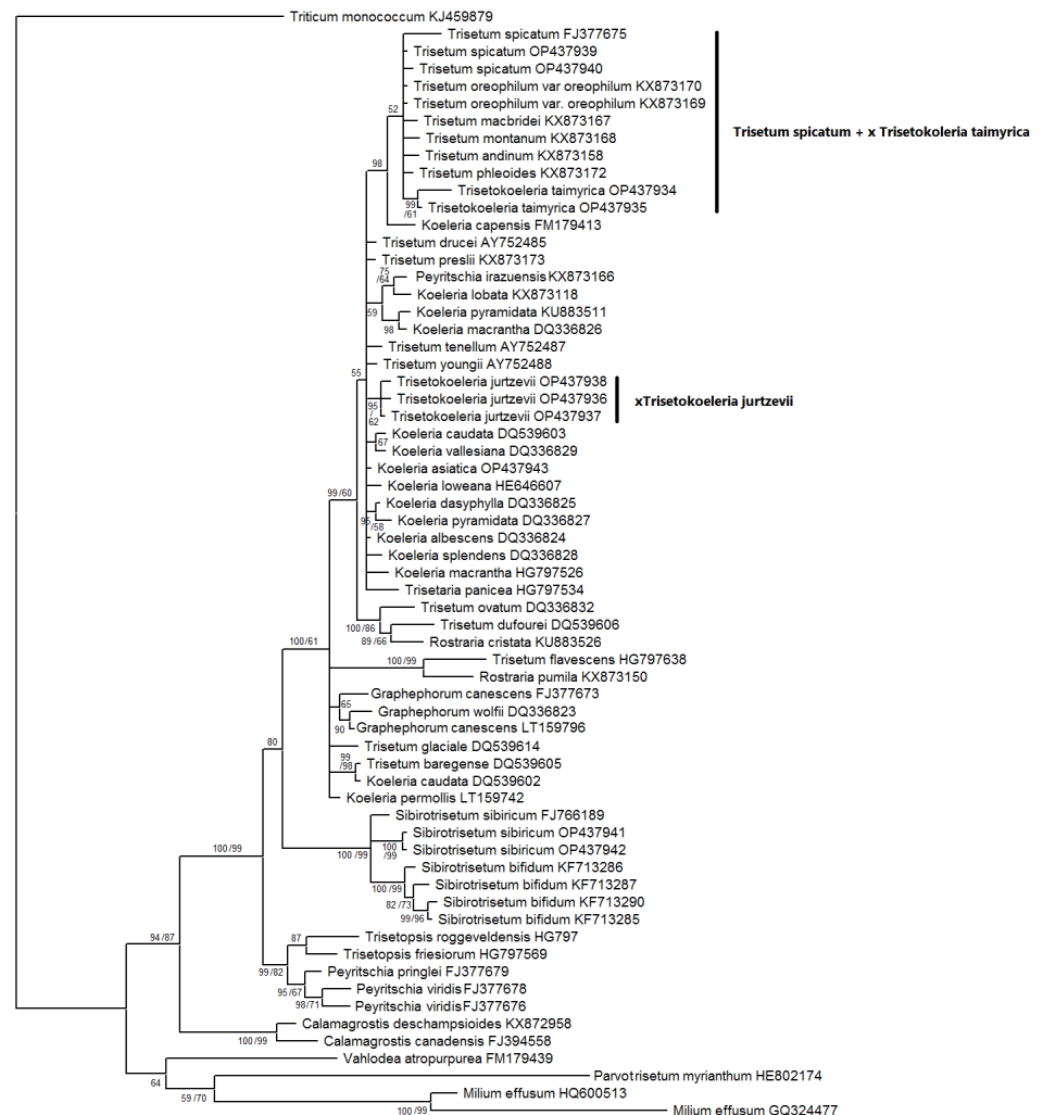 Triticum monococcum KJ459879
Trisetum spicatum FJ377675
Trisetum spicatum OP437939
Trisetum spicatum OP437940
Trisetum oreophilum var oreophilum KX873170
52
Trisetum oreophilum var. oreophilum KX873169
Trisetum macbridei KX873167
Trisetum spicatum + x Trisetokoleria taimyrica
Trisetum montanum KX873168
Trisetum andinum KX873158
98
Trisetum phleoides KX873172
Trisetokoeleria taimyrica OP437934
99
/61
Trisetokoeleria taimyrica OP437935
Koeleria capensis FM179413
Trisetum drucei AY752485
Trisetum preslii KX873173
75
/64
Peyritschia irazuensis KX873166
Koeleria lobata KX873118
59
Koeleria pyramidata KU883511
98
Koeleria macrantha DQ336826
Trisetum tenellum AY752487
Trisetum youngii AY752488
55
Trisetokoeleria jurtzevii OP437938
Trisetokoeleria jurtzevii OP437936
xTrisetokoeleria jurtzevii
95
/
62
Trisetokoeleria jurtzevii OP437937
Koeleria caudata DQ539603
67
Koeleria vallesiana DQ336829
Koeleria asiatica OP437943
Koeleria loweana HE646607
99 /60
Koeleria dasyphylla DQ336825
95
/58
Koeleria pyramidata DQ336827
Koeleria albescens DQ336824
Koeleria splendens DQ336828
Koeleria macrantha HG797526
Trisetaria panicea HG797534
Trisetum ovatum DQ336832
100 /86
Trisetum dufourei DQ539606
89 /66
Rostraria cristata KU883526
100/61
Trisetum flavescens HG797638
100 /99
Rostraria pumila KX873150
Graphephorum canescens FJ377673
65
Graphephorum wolfii DQ336823
90
Graphephorum canescens LT159796
80
Trisetum glaciale DQ539614
99
/98
Trisetum baregense DQ539605
Koeleria caudata DQ539602
Koeleria permollis LT159742
Sibirotrisetum sibiricum FJ766189
Sibirotrisetum sibiricum OP437941
100
/99
Sibirotrisetum sibiricum OP437942
100 /99
100 /99
Sibirotrisetum bifidum KF713286
100 /99
Sibirotrisetum bifidum KF713287
82 /73
Sibirotrisetum bifidum KF713290
99/96
Sibirotrisetum bifidum KF713285
94 /87
87
Trisetopsis roggeveldensis HG797
Trisetopsis friesiorum HG797569
99 /82
Peyritschia pringlei FJ377679
95 /67
Peyritschia viridis FJ377678
98/71
Peyritschia viridis FJ377676
Calamagrostis deschampsioides KX872958
100 /99
Calamagrostis canadensis FJ394558
Vahlodea atropurpurea FM179439
64
Parvotrisetum myrianthum HE802174
59 /70
Milium effusum HQ600513
100 /99
Milium effusum GQ324477